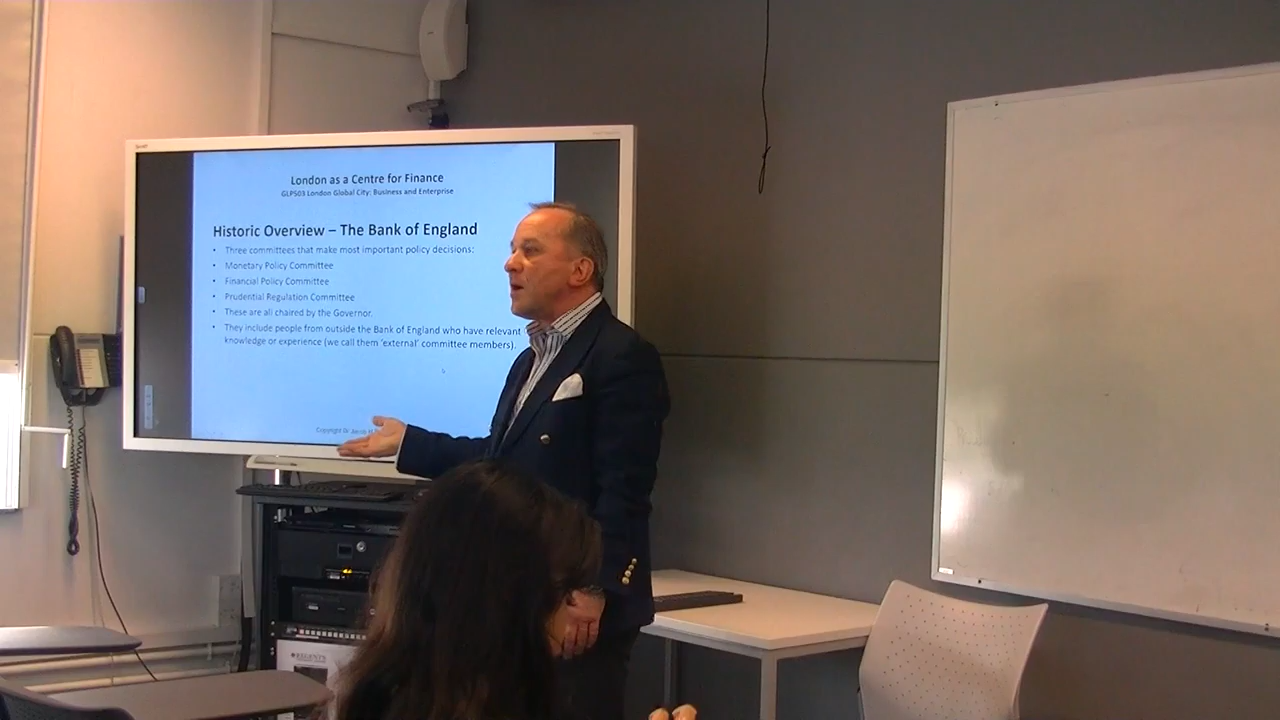 London as a Centre for Finance
GLP503 London Global City: Business and Enterprise
Historic Overview – The Bank of England
• Three committees that make most important policy decisions:
• Monetary Policy Committee
• Financial Policy Committee
• Prudential Regulation Committee
• These are all chaired by the Governor.
• They include people from outside the Bank of England who have relevant
knowledge or experience (we call them 'external' committee members).
Copyright Dr Jacob
REGENT'S